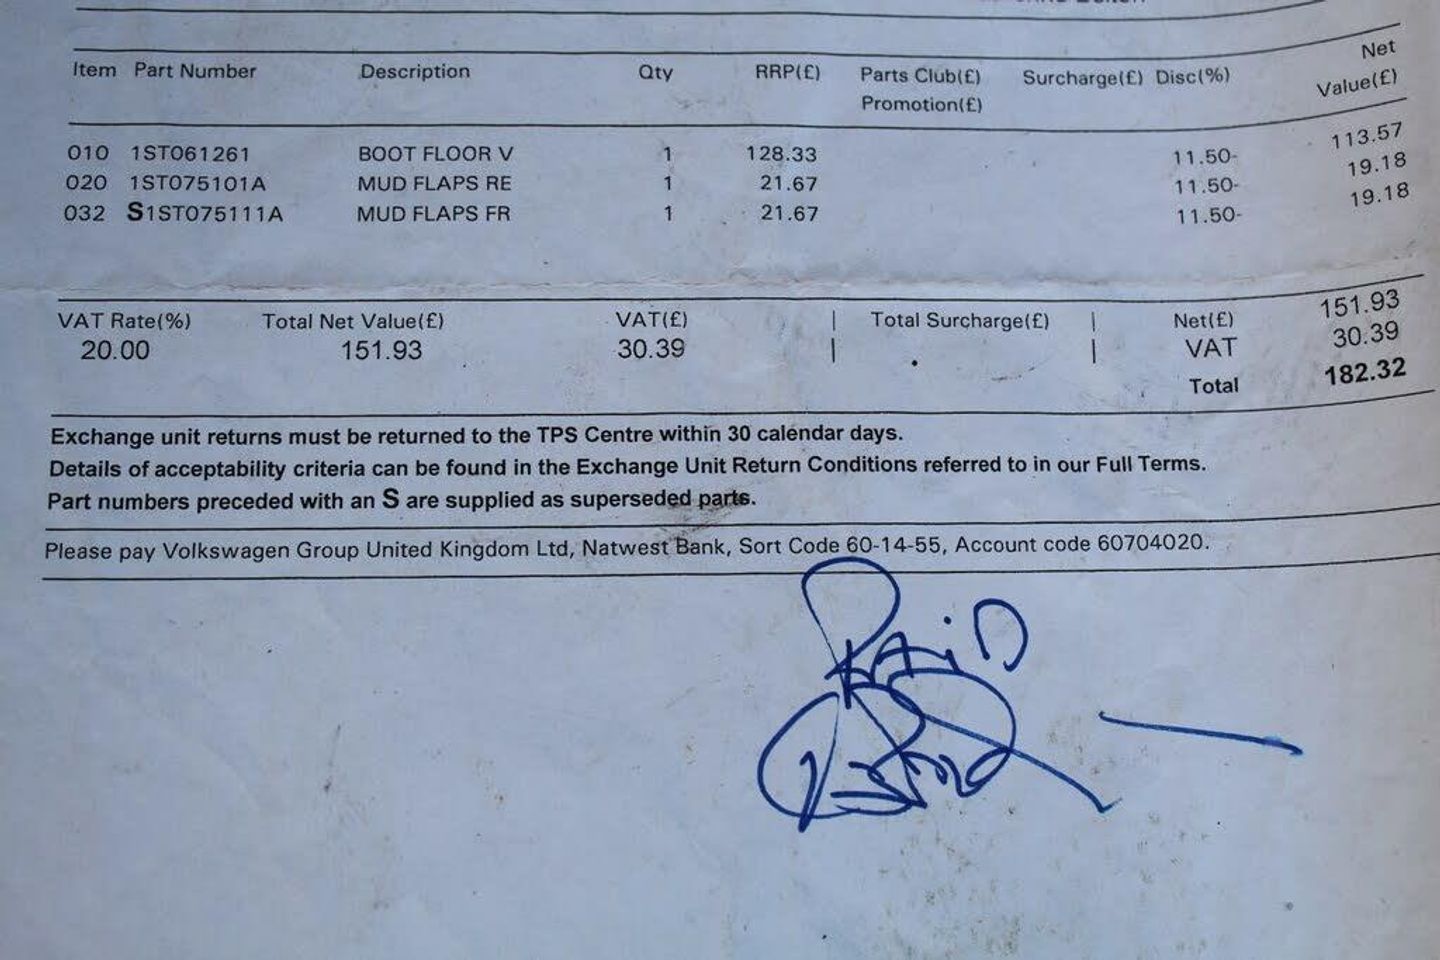 Item Part Number Description Qty RRP(£) Parts Club(£) Surcharge(£) Disc(%) Net
Promotion(£) Value(£)
010 1ST061261 BOOT FLOOR V 1 128.33 11.50- 113.57
020 1ST075101A MUD FLAPS RE 1 21.67 11.50- 19.18
032 S1ST075111A MUD FLAPS FR 1 21.67 11.50- 19.18
VAT Rate(%) Total Net Value(£) VAT(£) | Total Surcharge(£) | Net(£) 151.93
20.00 151.93 30.39 | | VAT 30.39
Total 182.32
Exchange unit returns must be returned to the TPS Centre within 30 calendar days.
Details of acceptability criteria can be found in the Exchange Unit Return Conditions referred to in our Full Terms.
Part numbers preceded with an S are supplied as superseded parts.
Please pay Volkswagen Group United Kingdom Ltd, Natwest Bank, Sort Code 60-14-55, Account code 60704020.
PAiD